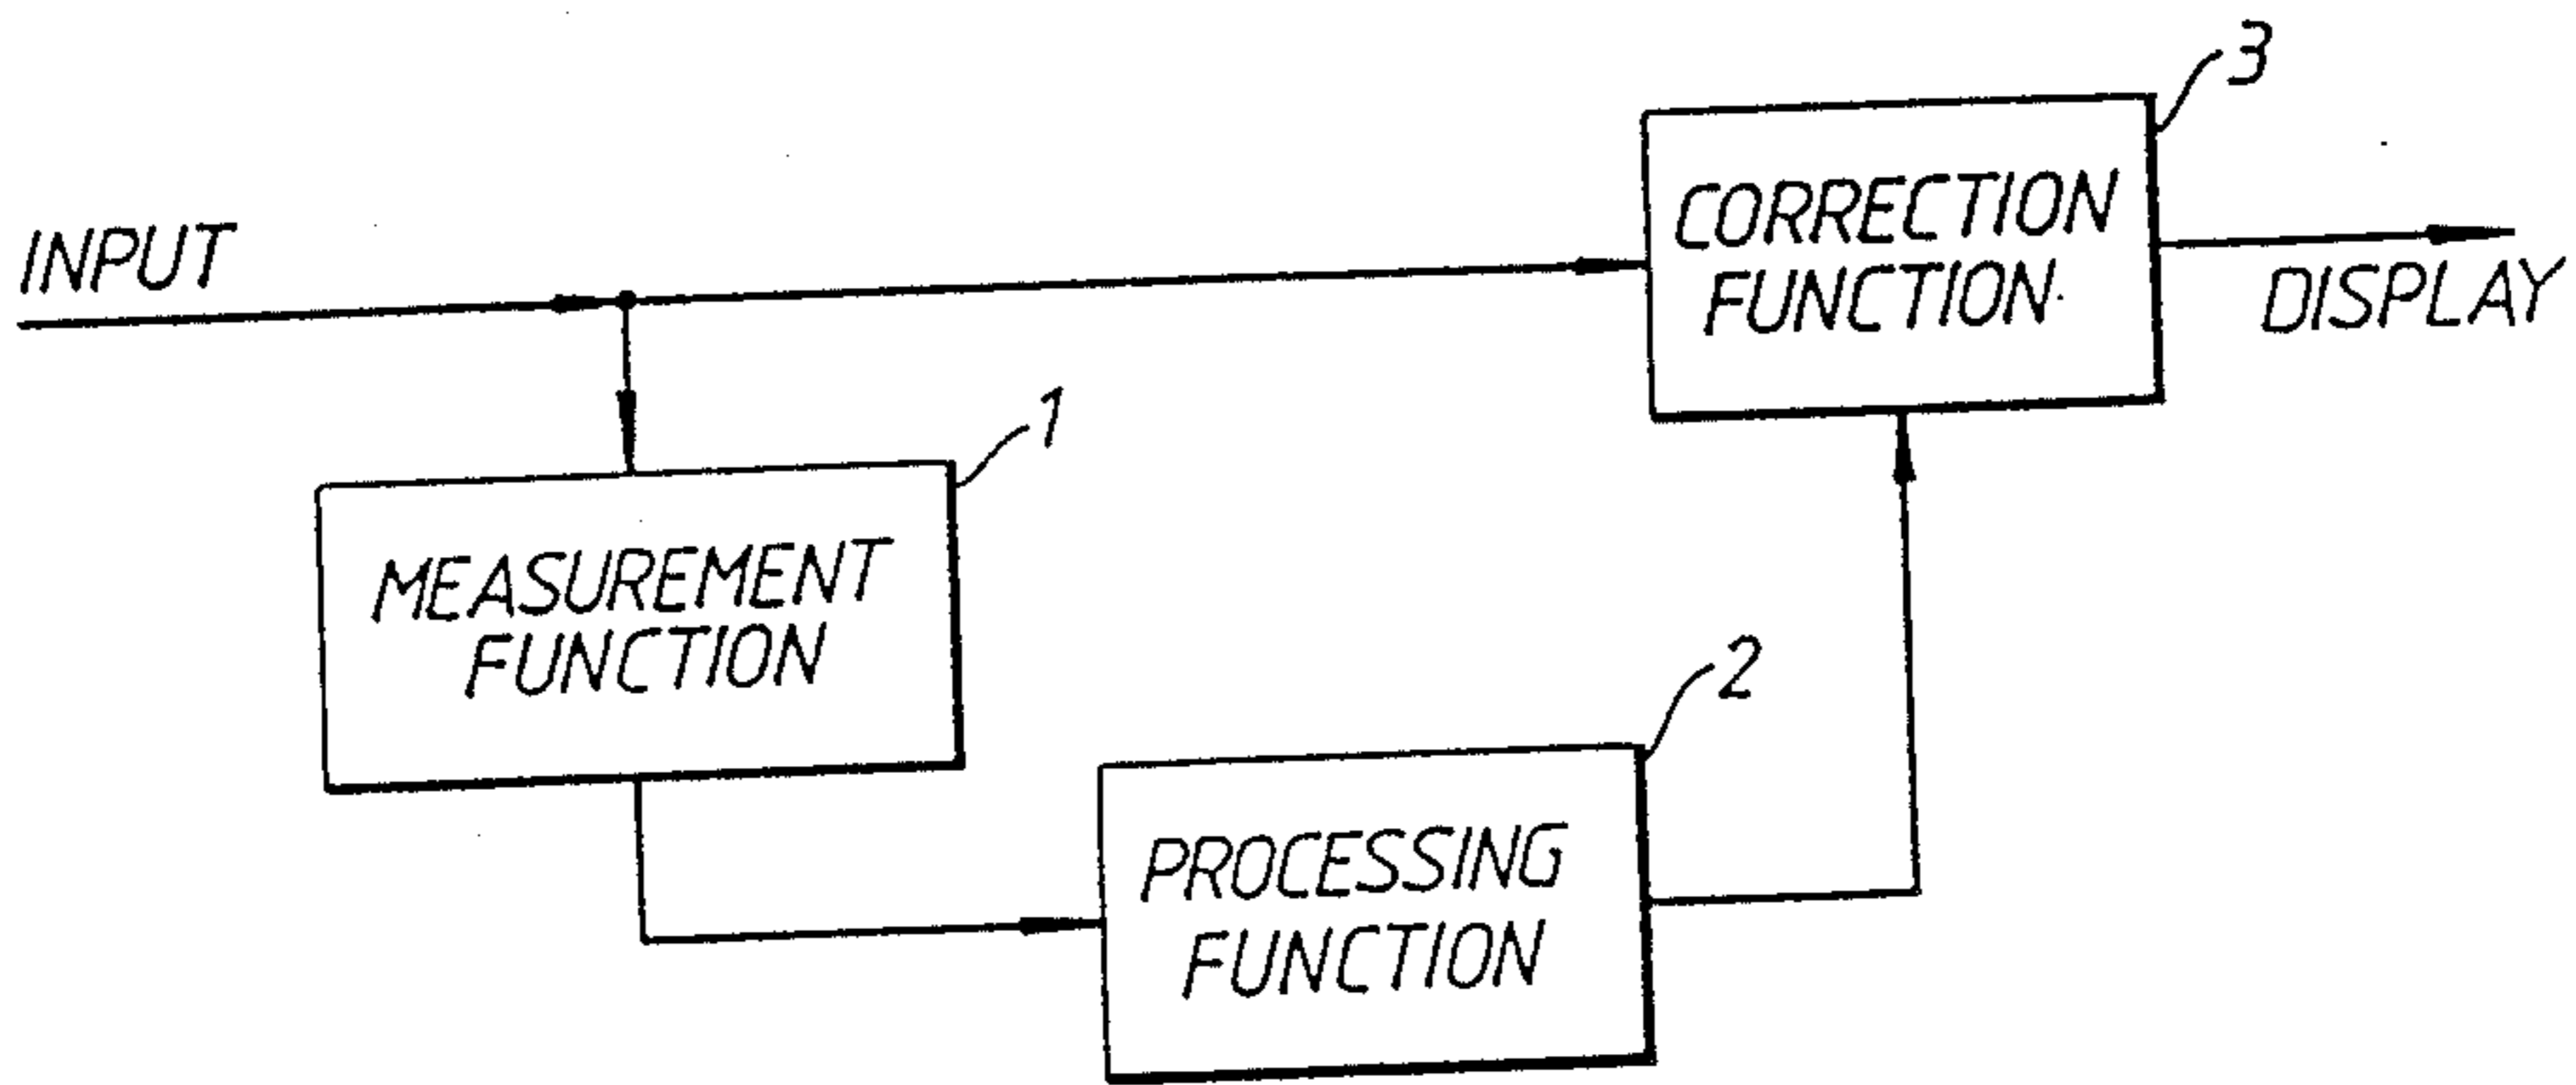 INPUT
1
MEASUREMENT
FUNCTION
2
PROCESSING
FUNCTION
3
CORRECTION
FUNCTION
DISPLAY